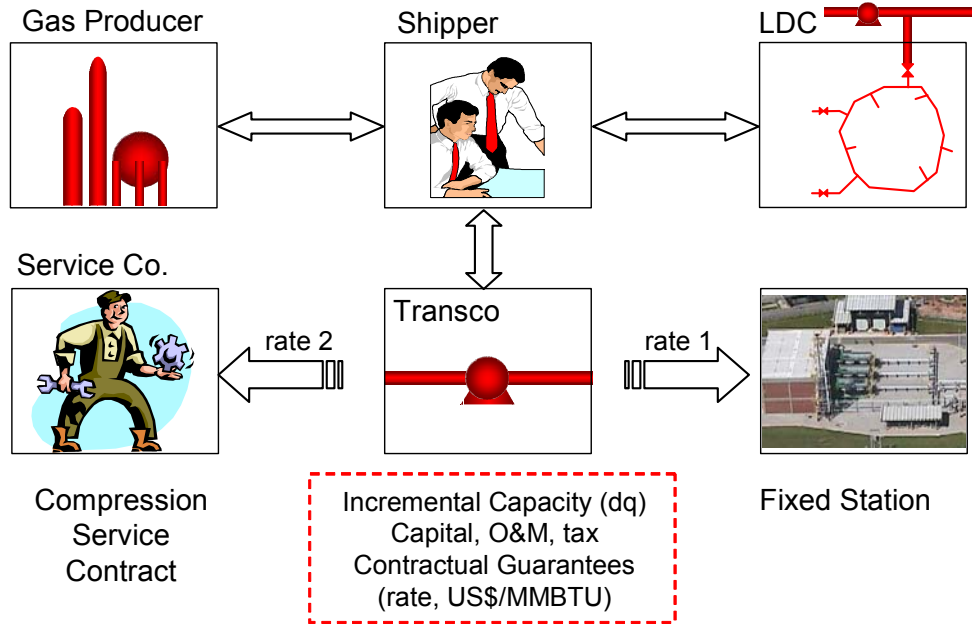 Gas Producer
Shipper
LDC
Service Co.
Transco
rate 2
rate 1
Compression
Service
Contract
Incremental Capacity (dq)
Capital, O&M, tax
Contractual Guarantees
(rate, US$/MMBTU)
Fixed Station